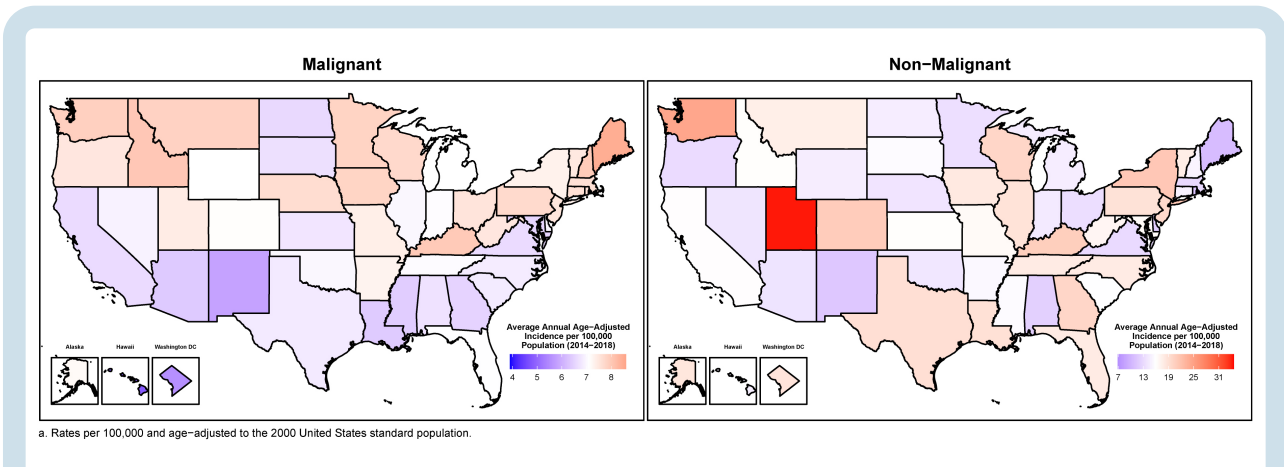 Malignant
Non−Malignant
Average Annual Age−Adjusted
Incidence per 100,000
Population (2014−2018)
4 5 6 7 8
Alaska
Hawaii
Washington DC
Average Annual Age−Adjusted
Incidence per 100,000
Population (2014−2018)
7 13 19 25 31
Alaska
Hawaii
Washington DC
a. Rates per 100,000 and age−adjusted to the 2000 United States standard population.